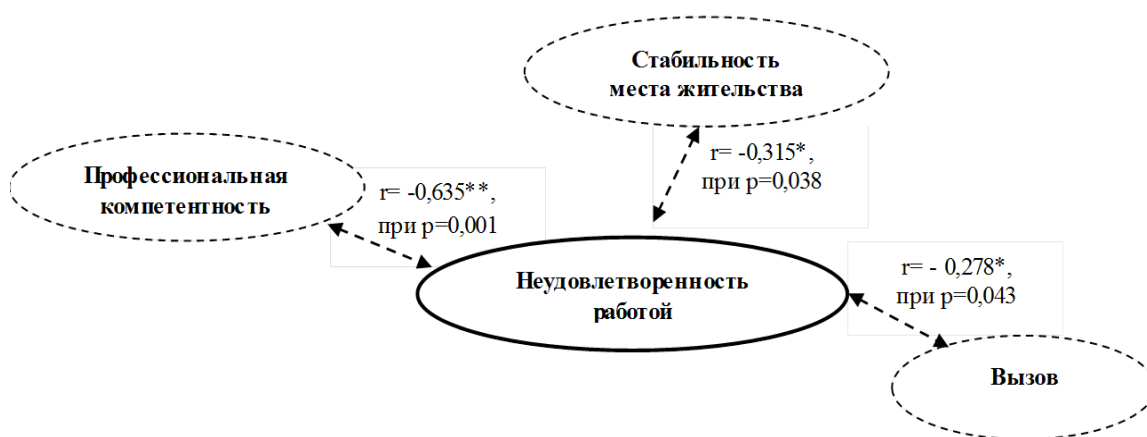 Стабильность
места жительства
r= -0,315*,
при p=0,038
Профессиональная
компетентность
r= -0,635**,
при p=0,001
Неудовлетворенность
работой
r= - 0,278*,
при p=0,043
Вызов